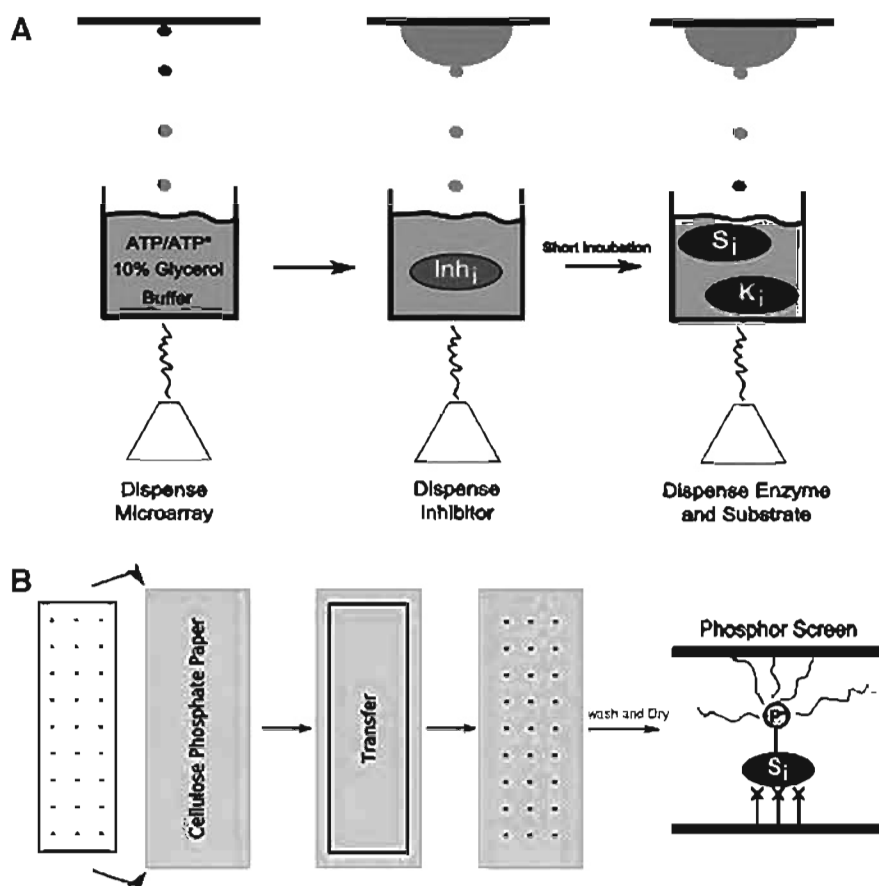 A
ATP/ATP*
10% Glycerol
Buffer
Inh i
Short Incubation
S i
K i
Dispense
Microarray
Dispense
Inhibitor
Dispense Enzyme
and Substrate
B
Cellulose Phosphate Paper
Transfer
wash and Dry
Phosphor Screen
P
S i